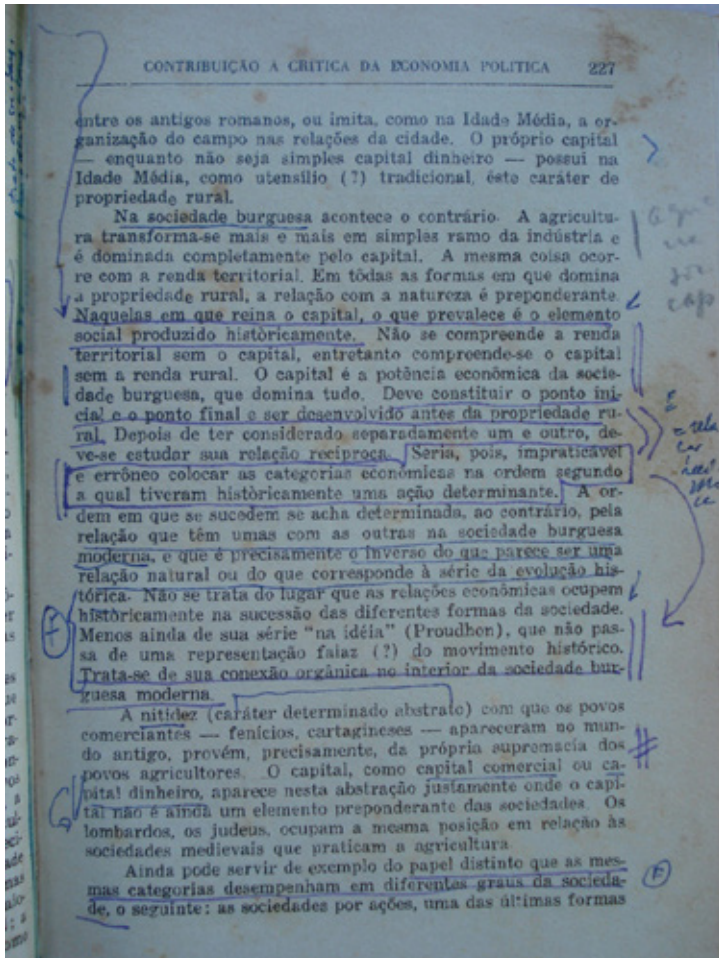 CONTRIBUIÇÃO A CRITICA DA ECONOMIA POLITICA 227
entre os antigos romanos, ou imita, como na Idade Média, a or-
ganização do campo nas relações da cidade. O próprio capital
— enquanto não seja simples capital dinheiro — possui na
Idade Média, como utensílio (?) tradicional, êste caráter de
propriedade rural.
Na sociedade burguesa acontece o contrário. A agricultu-
ra transforma-se mais e mais em simples ramo da indústria e
é dominada completamente pelo capital. A mesma coisa ocor-
re com a renda territorial. Em tôdas as formas em que domina
a propriedade rural, a relação com a natureza é preponderante.
Naquelas em que reina o capital, o que prevalece é o elemento
social produzido històricamente. Não se compreende a renda
territorial sem o capital, entretanto compreende-se o capital
sem a renda rural. O capital é a potência econômica da socie-
dade burguesa, que domina tudo. Deve constituir o ponto ini-
cial e o ponto final e ser desenvolvido antes da propriedade ru-
ral. Depois de ter considerado separadamente um e outro, de-
ve-se estudar sua relação recíproca. Seria, pois, impraticável
e errôneo colocar as categorias econômicas na ordem segundo
a qual tiveram històricamente uma ação determinante. A or-
dem em que se sucedem se acha determinada, ao contrário, pela
relação que têm umas com as outras na sociedade burguesa
moderna, e que é precisamente o inverso do que parece ser uma
relação natural ou do que corresponde à série da evolução his-
tórica. Não se trata do lugar que as relações econômicas ocupem
històricamente na sucessão das diferentes formas da sociedade.
Menos ainda de sua série "na idéia" (Proudhon), que não pas-
sa de uma representação falaz (?) do movimento histórico.
Trata-se de sua conexão orgânica no interior da sociedade bur-
guesa moderna.
A nitidez (caráter determinado abstrato) com que os povos
comerciantes — fenícios, cartagineses — apareceram no mun-
do antigo, provém, precisamente, da própria supremacia dos
povos agricultores. O capital, como capital comercial ou ca-
pital dinheiro, aparece nesta abstração justamente onde o capi-
tal não é ainda um elemento preponderante das sociedades. Os
lombardos, os judeus, ocupam a mesma posição em relação às
sociedades medievais que praticam a agricultura.
Ainda pode servir de exemplo do papel distinto que as mes-
mas categorias desempenham em diferentes graus da socieda-
de, o seguinte: as sociedades por ações, uma das últimas formas